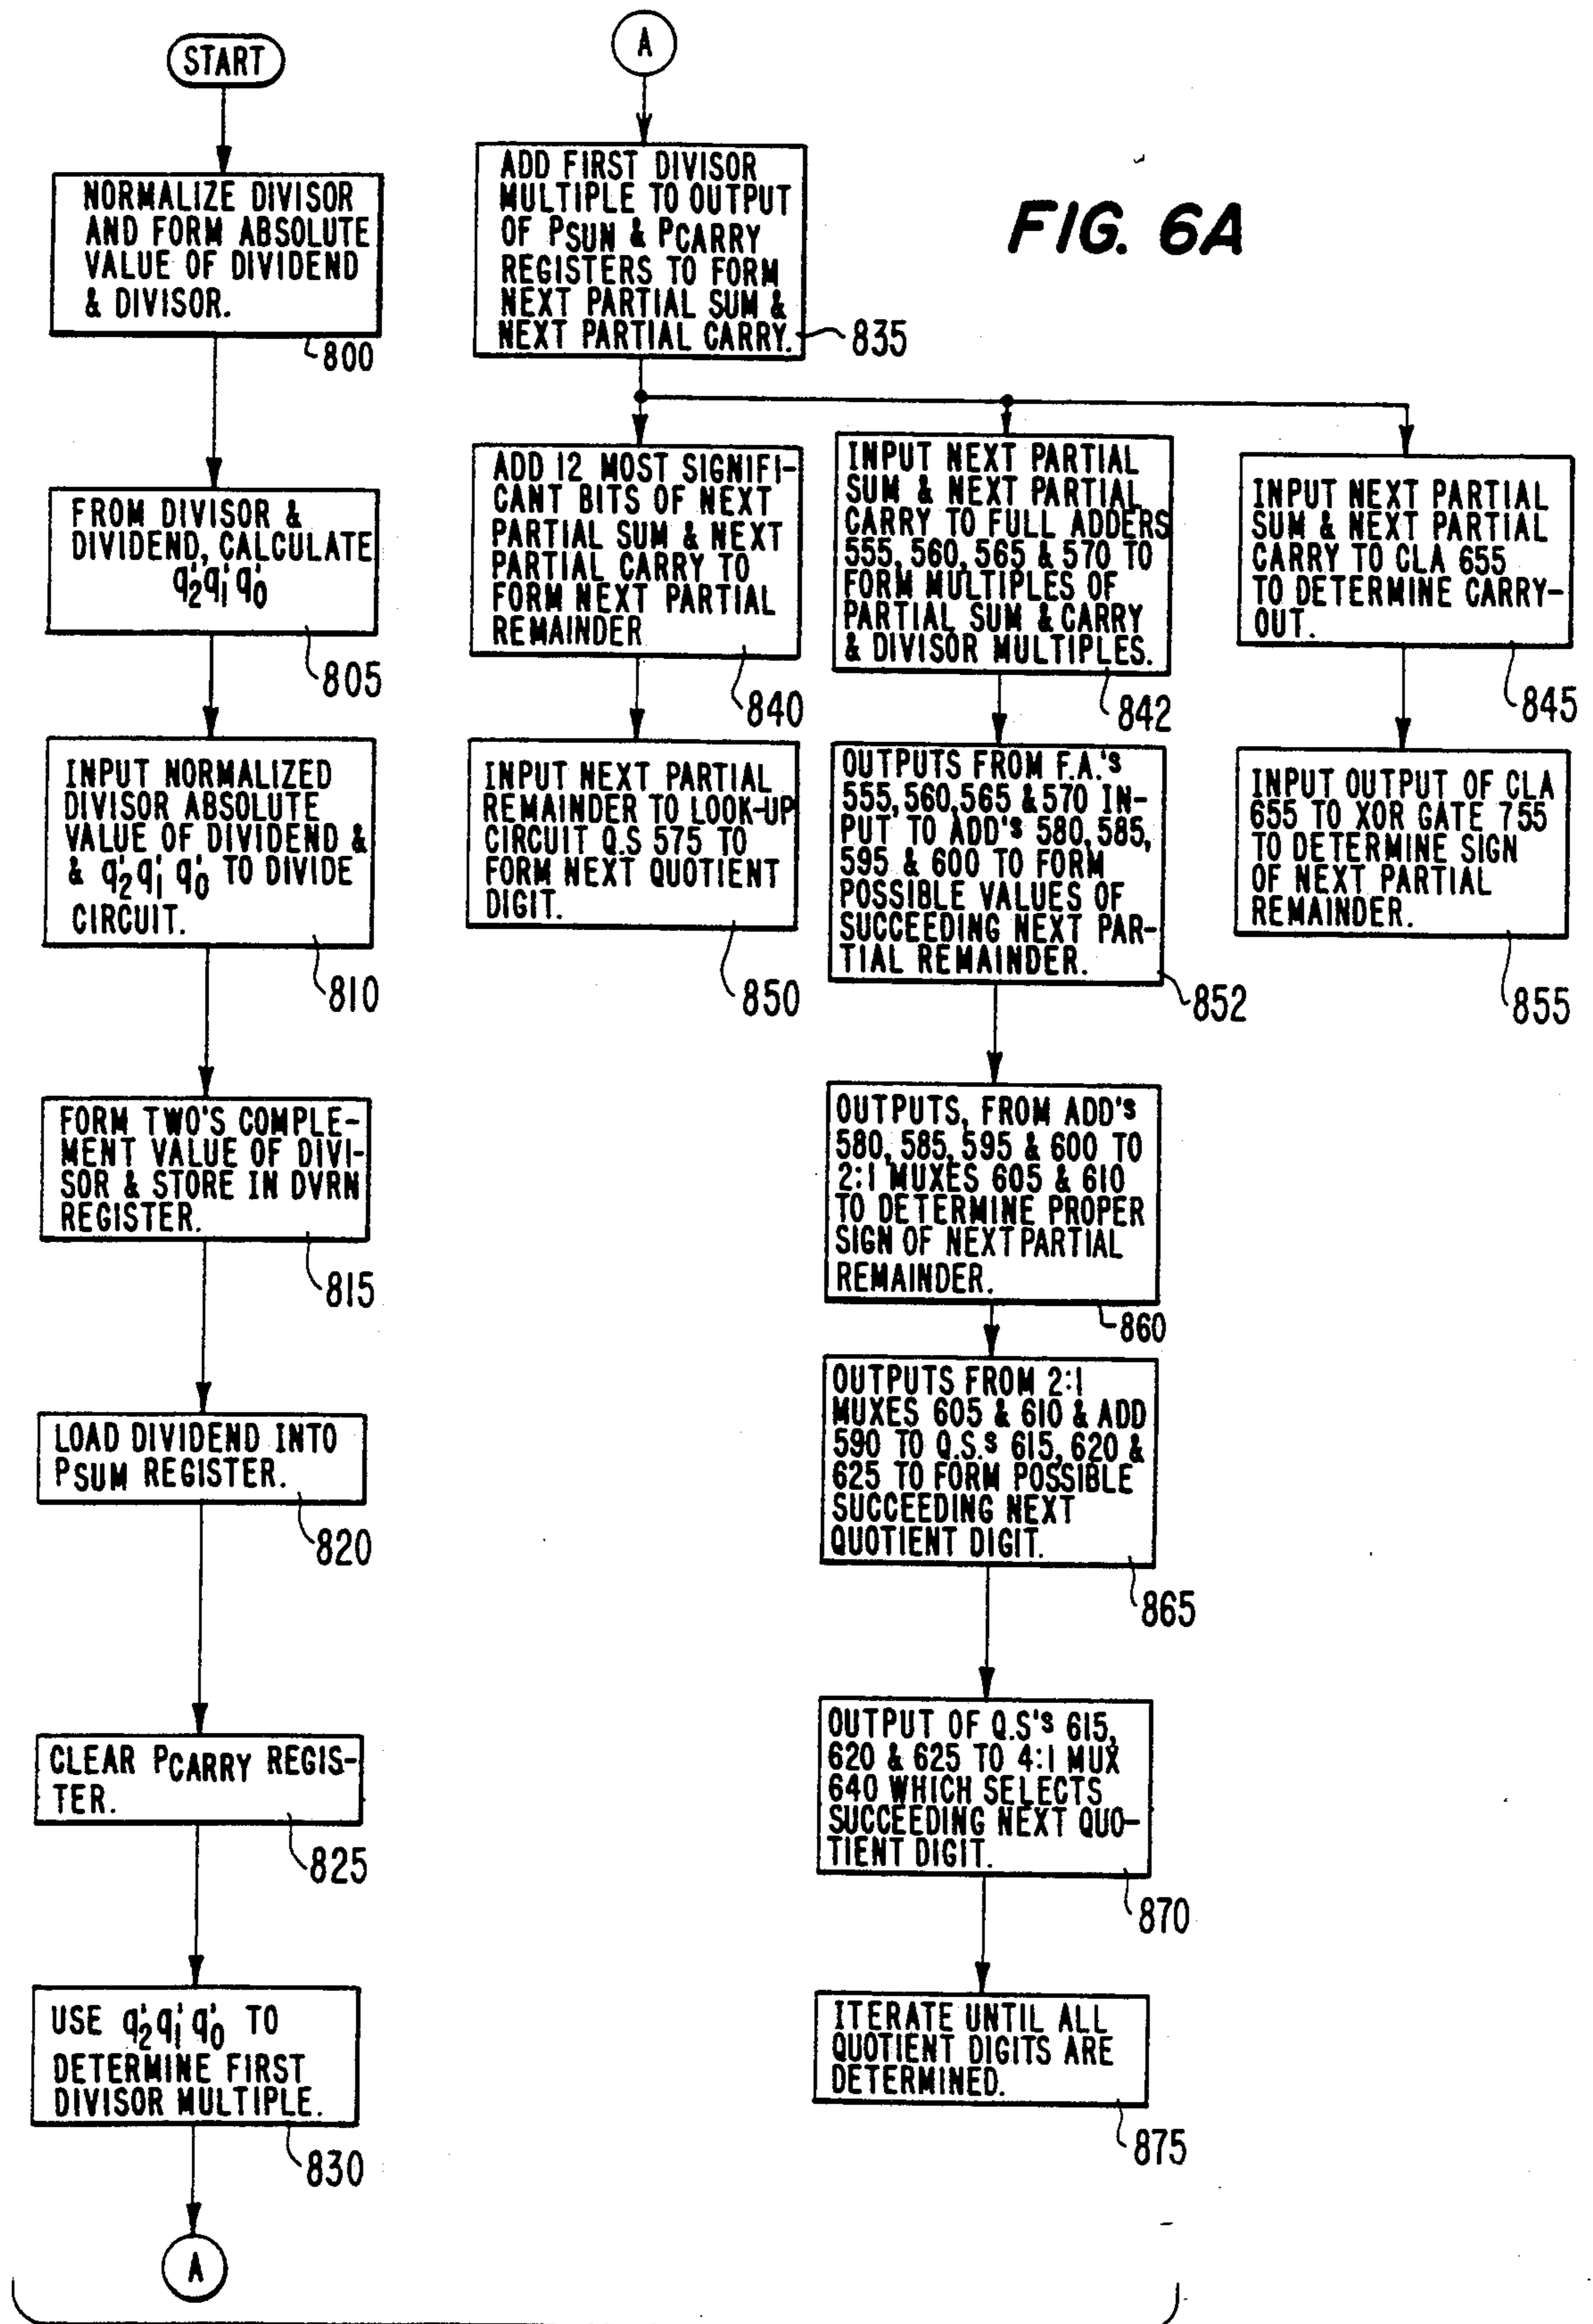 START
NORMALIZE DIVISOR
AND FORM ABSOLUTE
VALUE OF DIVIDEND
& DIVISOR.
800
FROM DIVISOR &
DIVIDEND, CALCULATE
q'2 q'1 q'0
805
INPUT NORMALIZED
DIVISOR ABSOLUTE
VALUE OF DIVIDEND &
& q'2 q'1 q'0 TO DIVIDE
CIRCUIT.
810
FORM TWO'S COMPLE-
MENT VALUE OF DIVI-
SOR & STORE IN DVRN
REGISTER.
815
LOAD DIVIDEND INTO
PSUM REGISTER.
820
CLEAR PCARRY REGIS-
TER.
825
USE q'2 q'1 q'0 TO
DETERMINE FIRST
DIVISOR MULTIPLE.
830
A
A
ADD FIRST DIVISOR
MULTIPLE TO OUTPUT
OF PSUN & PCARRY
REGISTERS TO FORM
NEXT PARTIAL SUM &
NEXT PARTIAL CARRY.
835
FIG. 6A
ADD 12 MOST SIGNIFI-
CANT BITS OF NEXT
PARTIAL SUM & NEXT
PARTIAL CARRY TO
FORM NEXT PARTIAL
REMAINDER
840
INPUT NEXT PARTIAL
REMAINDER TO LOOK-UP
CIRCUIT Q.S 575 TO
FORM NEXT QUOTIENT
DIGIT.
850
INPUT NEXT PARTIAL
SUM & NEXT PARTIAL
CARRY TO FULL ADDERS
555, 560, 565 & 570 TO
FORM MULTIPLES OF
PARTIAL SUM & CARRY
& DIVISOR MULTIPLES.
842
OUTPUTS FROM F.A.'S
555, 560, 565 & 570 IN-
PUT TO ADD'S 580, 585,
595 & 600 TO FORM
POSSIBLE VALUES OF
SUCCEEDING NEXT PAR-
TIAL REMAINDER.
852
OUTPUTS, FROM ADD'S
580, 585, 595 & 600 TO
2:1 MUXES 605 & 610
TO DETERMINE PROPER
SIGN OF NEXT PARTIAL
REMAINDER.
860
OUTPUTS FROM 2:1
MUXES 605 & 610 & ADD
590 TO Q.S.S 615, 620 &
625 TO FORM POSSIBLE
SUCCEEDING NEXT
QUOTIENT DIGIT.
865
OUTPUT OF Q.S'S 615,
620 & 625 TO 4:1 MUX
640 WHICH SELECTS
SUCCEEDING NEXT QUO-
TIENT DIGIT.
870
ITERATE UNTIL ALL
QUOTIENT DIGITS ARE
DETERMINED.
875
INPUT NEXT PARTIAL
SUM & NEXT PARTIAL
CARRY TO CLA 655
TO DETERMINE CARRY-
OUT.
845
INPUT OUTPUT OF CLA
655 TO XOR GATE 755
TO DETERMINE SIGN
OF NEXT PARTIAL
REMAINDER.
855